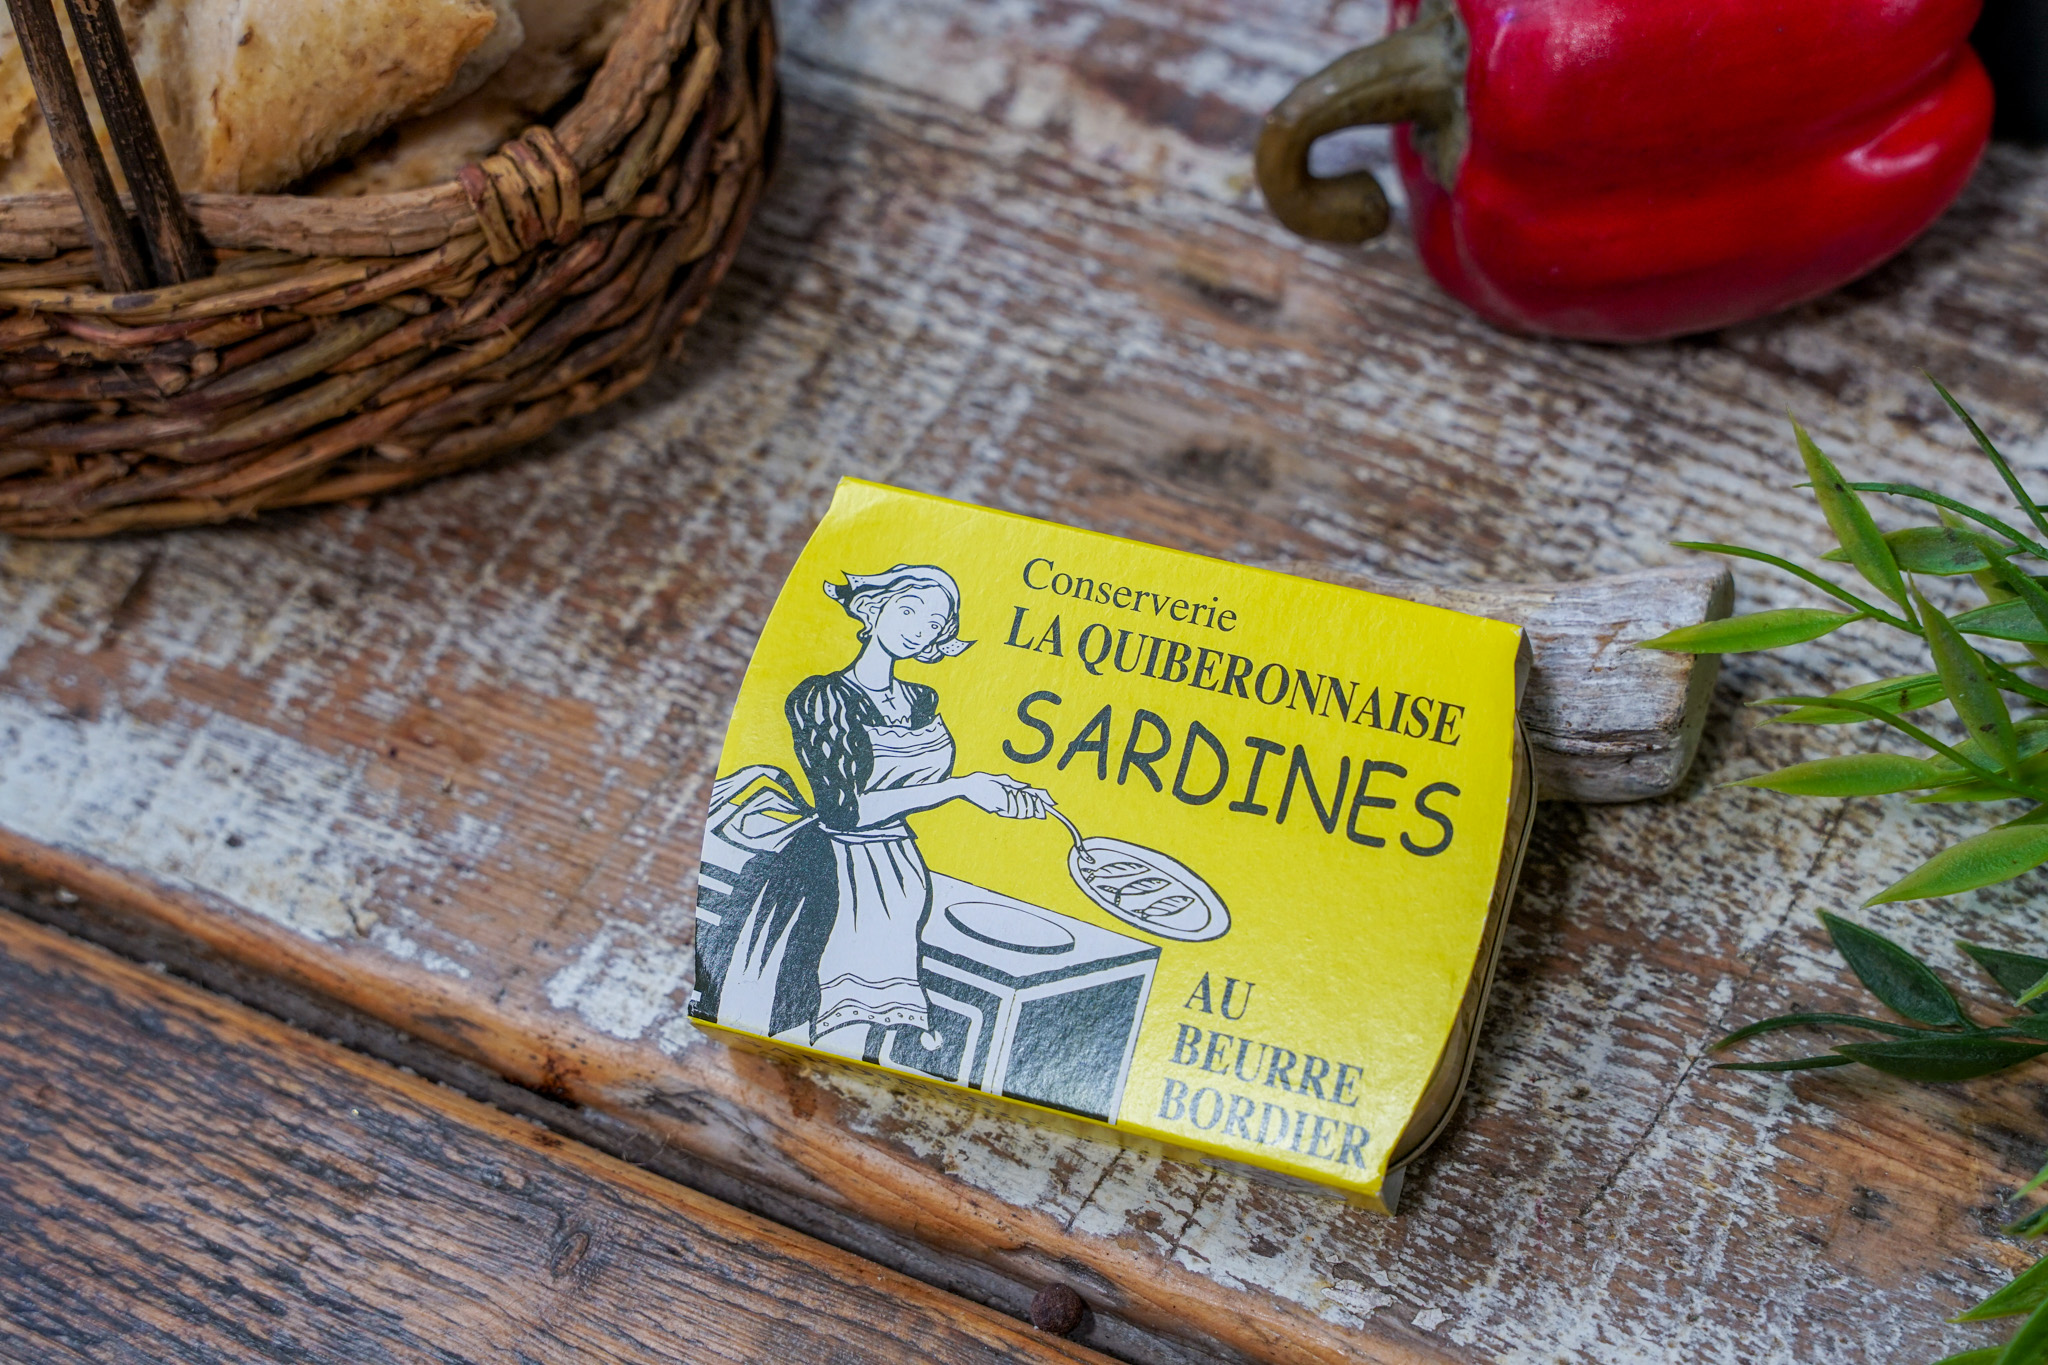 Conserverie
LA QUIBERONNAISE
SARDINES
AU
BEURRE
BORDIER